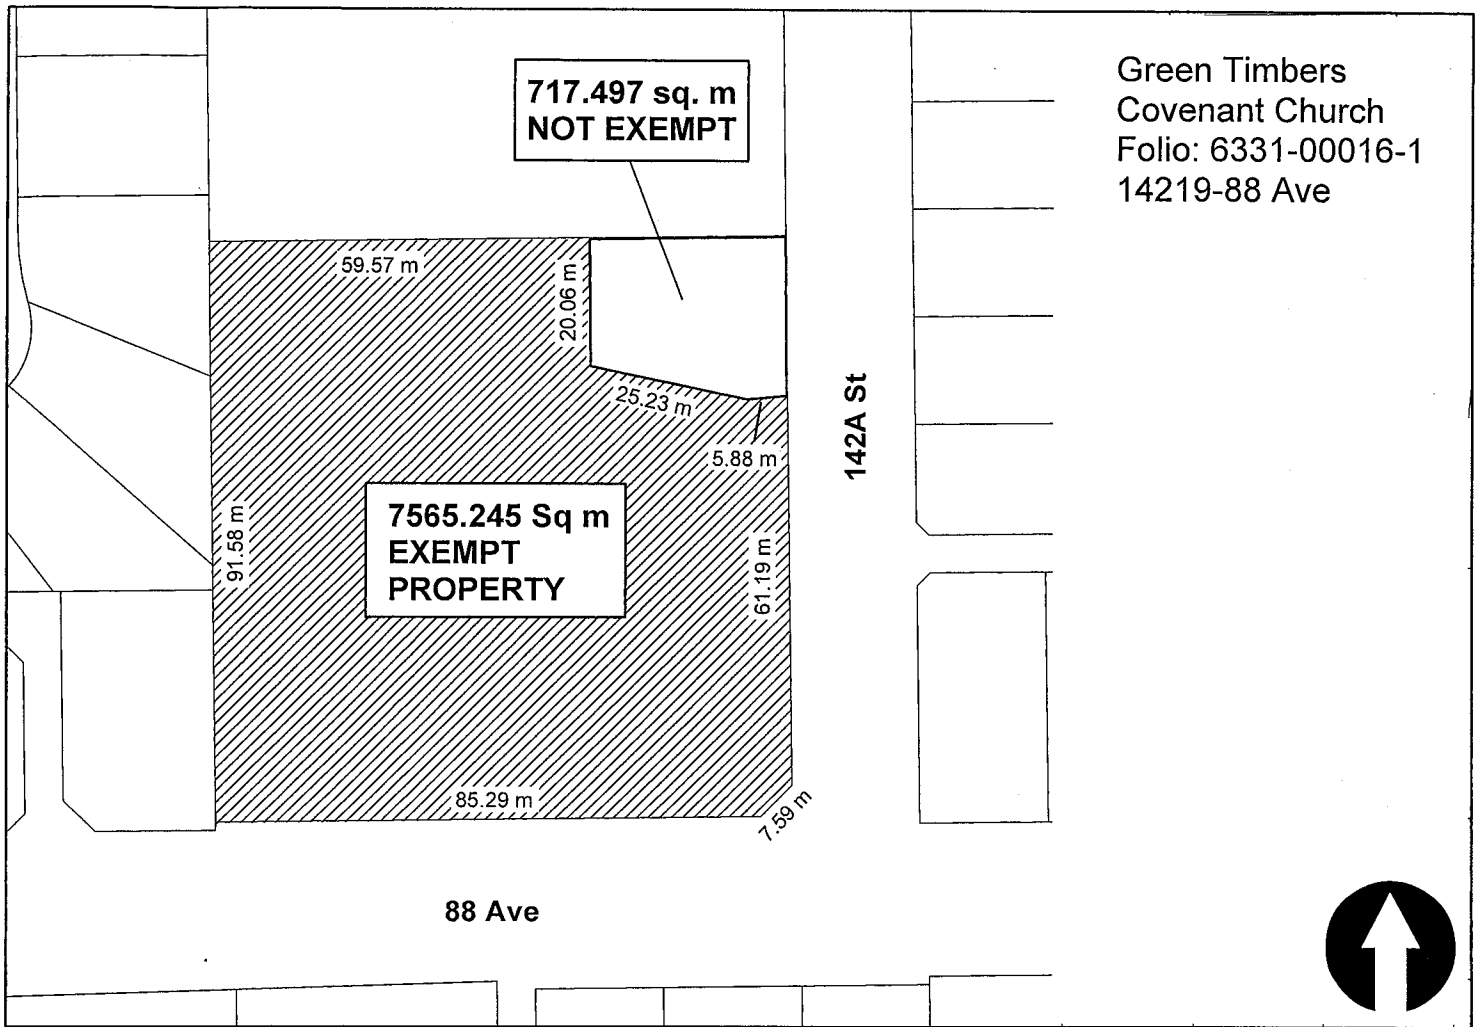 717.497 sq. m
NOT EXEMPT
Green Timbers
Covenant Church
Folio: 6331-00016-1
14219-88 Ave
59.57 m
20.06 m
25.23 m
5.88 m
142A St
7565.245 Sq m
EXEMPT
PROPERTY
91.58 m
61.19 m
85.29 m
7.59 m
88 Ave